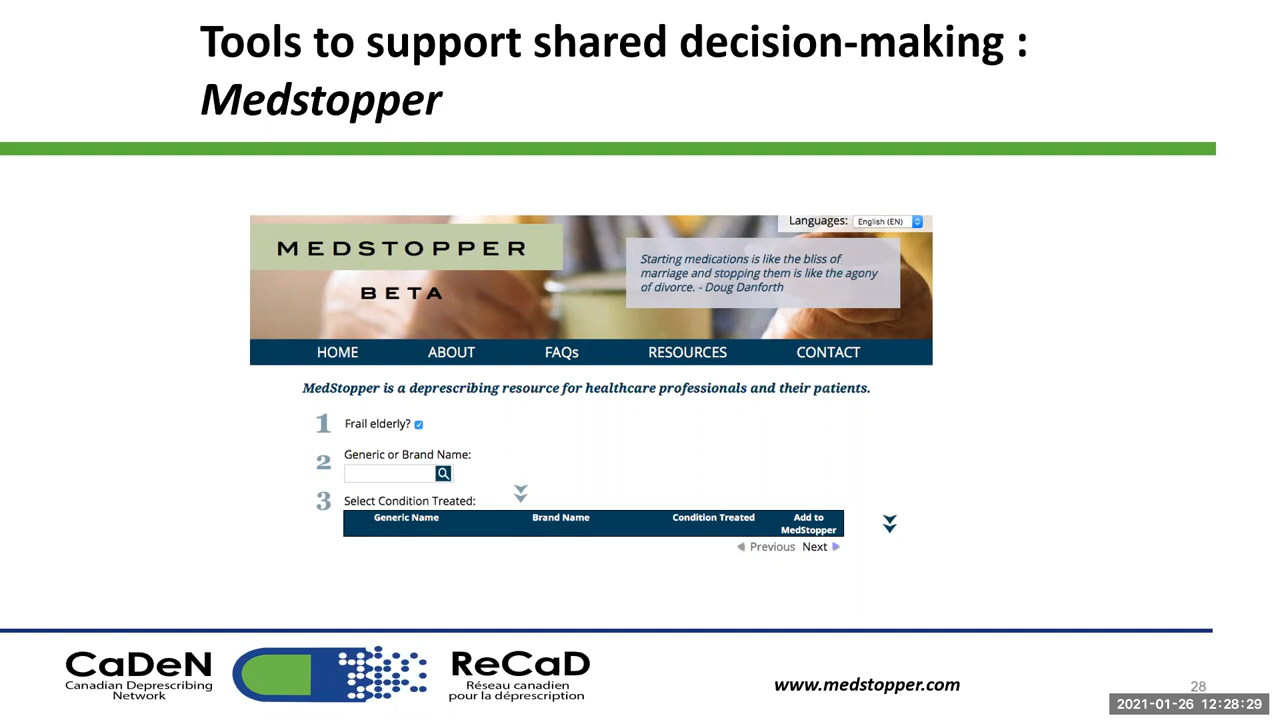 Tools to support shared decision-making :
Medstopper
Languages: English (EN)
MEDSTOPPER
BETA
Starting medications is like the bliss of
marriage and stopping them is like the agony
of divorce. - Doug Danforth
HOME ABOUT FAQs RESOURCES CONTACT
MedStopper is a deprescribing resource for healthcare professionals and their patients.
1 Frail elderly?
2 Generic or Brand Name:
3 Select Condition Treated:
Generic Name Brand Name Condition Treated Add to
MedStopper
Previous Next
CaDeN
Canadian Deprescribing
Network
ReCaD
Réseau canadien
pour la déprescription
www.medstopper.com
28
2021-01-26 12:28:29